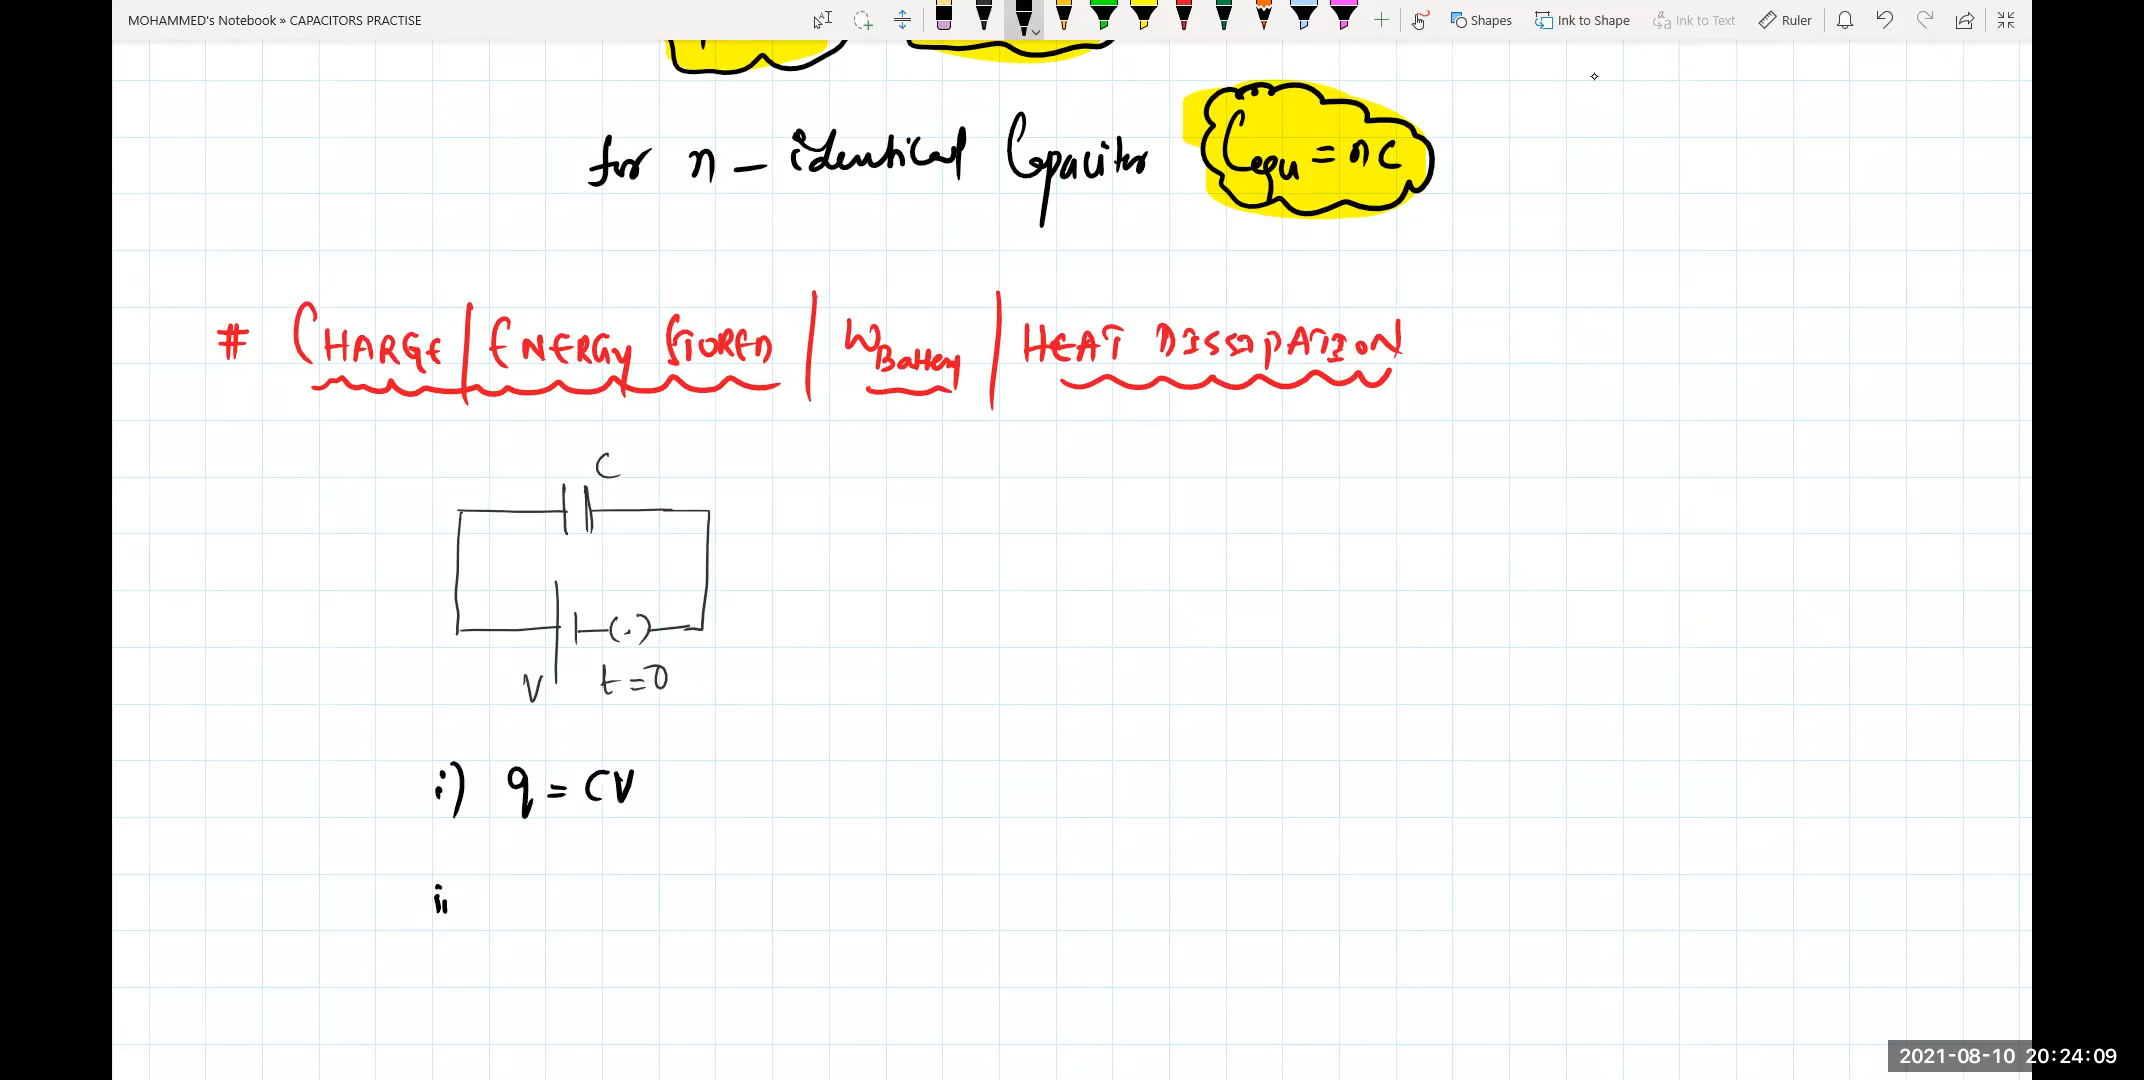 MOHAMMED's Notebook » CAPACITORS PRACTISE
Shapes Ink to Shape Ink to Text Ruler
for n - identical Capacitor Cequ = nC
# CHARGE | ENERGY STORED | WBattery | HEAT DISSIPATION
C
V t = 0
i) q = CV
ii
2021-08-10 20:24:09